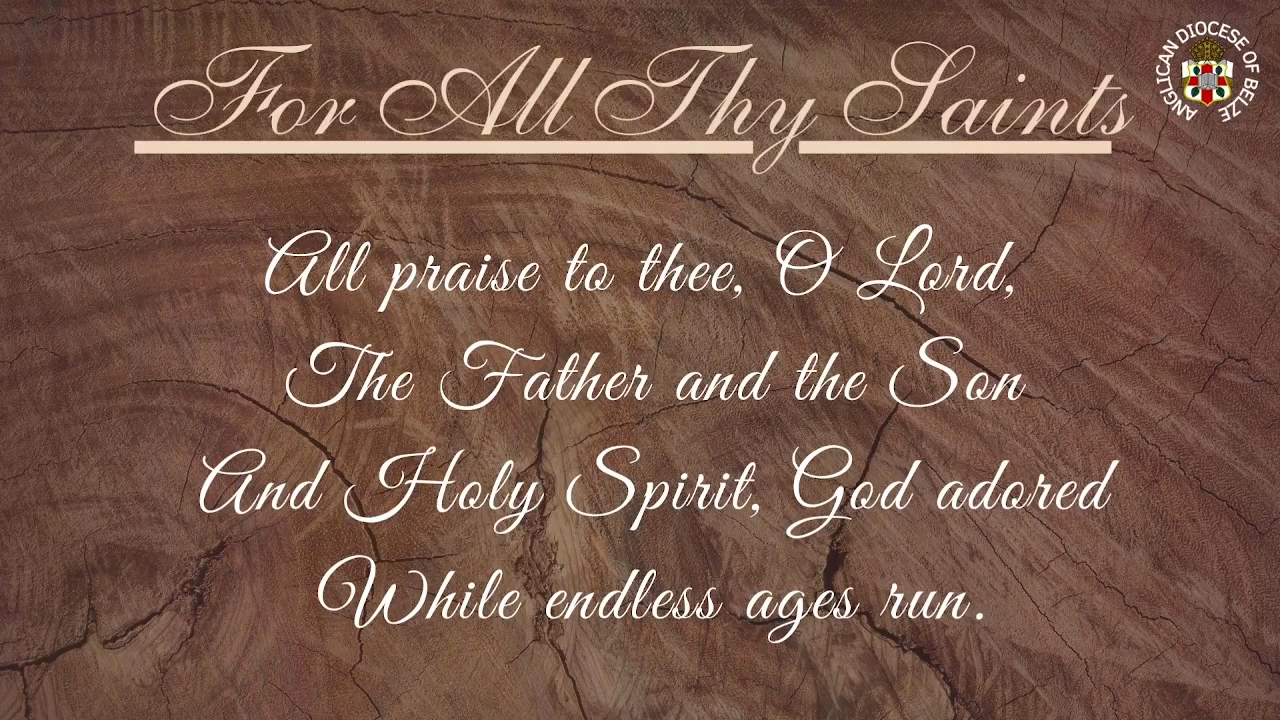 For All Thy Saints
ANGLICAN DIOCESE OF BELZE
All praise to thee, O Lord,
The Father and the Son
And Holy Spirit, God adored
While endless ages run.